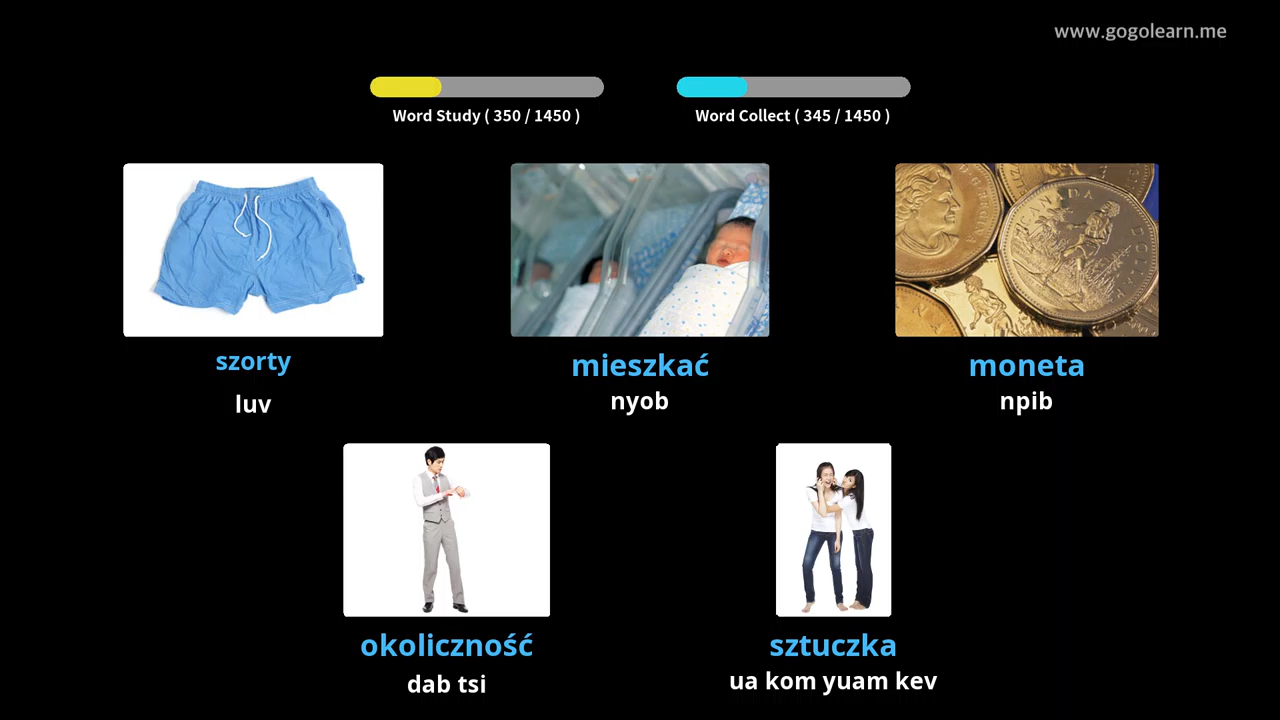 www.gogolearn.me
Word Study ( 350 / 1450 )
Word Collect ( 345 / 1450 )
szorty
luv
mieszkać
nyob
moneta
npib
okoliczność
dab tsi
sztuczka
ua kom yuam kev